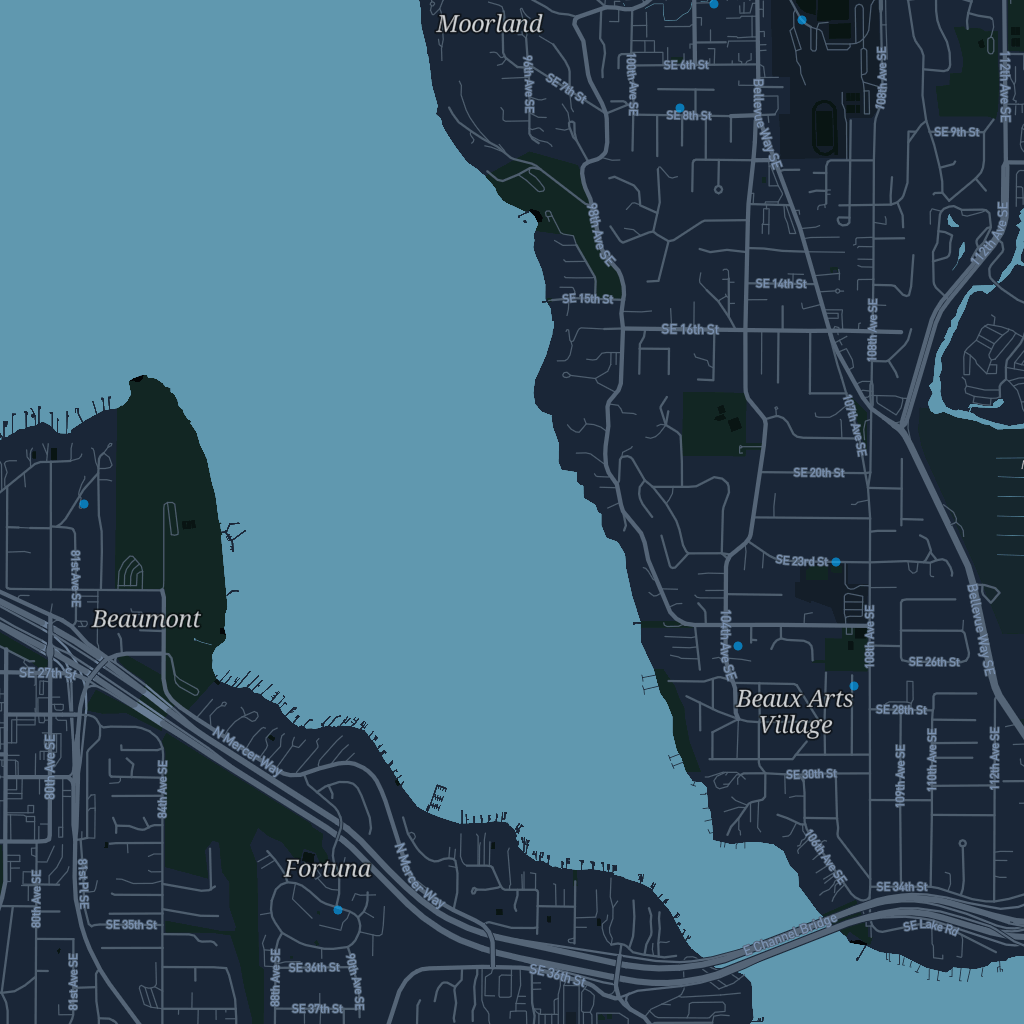 Moorland
96th Ave SE
SE 7th St
100th Ave SE
SE 6th St
SE 8th St
Bellevue Way SE
108th Ave SE
112th Ave SE
SE 9th St
98th Ave SE
112th Ave SE
SE 14th St
SE 15th St
SE 16th St
108th Ave SE
107th Ave SE
SE 20th St
81st Ave SE
SE 23rd St
Beaumont
104th Ave SE
108th Ave SE
Bellevue Way SE
SE 26th St
SE 27th St
Beaux Arts
Village
SE 28th St
N Mercer Way
80th Ave SE
84th Ave SE
109th Ave SE
110th Ave SE
112th Ave SE
SE 30th St
Fortuna
N Mercer Way
106th Ave SE
80th Ave SE
81st Pl SE
SE 34th St
SE 35th St
E Channel Bridge
SE Lake Rd
81st Ave SE
88th Ave SE
SE 36th St
90th Ave SE
SE 36th St
SE 37th St